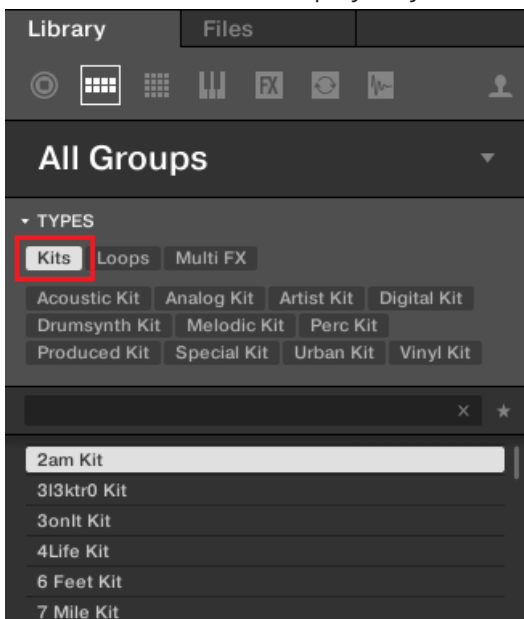 Library Files
FX
All Groups
TYPES
Kits Loops Multi FX
Acoustic Kit Analog Kit Artist Kit Digital Kit
Drumsynth Kit Melodic Kit Perc Kit
Produced Kit Special Kit Urban Kit Vinyl Kit
2am Kit
3l3ktr0 Kit
3onIt Kit
4Life Kit
6 Feet Kit
7 Mile Kit